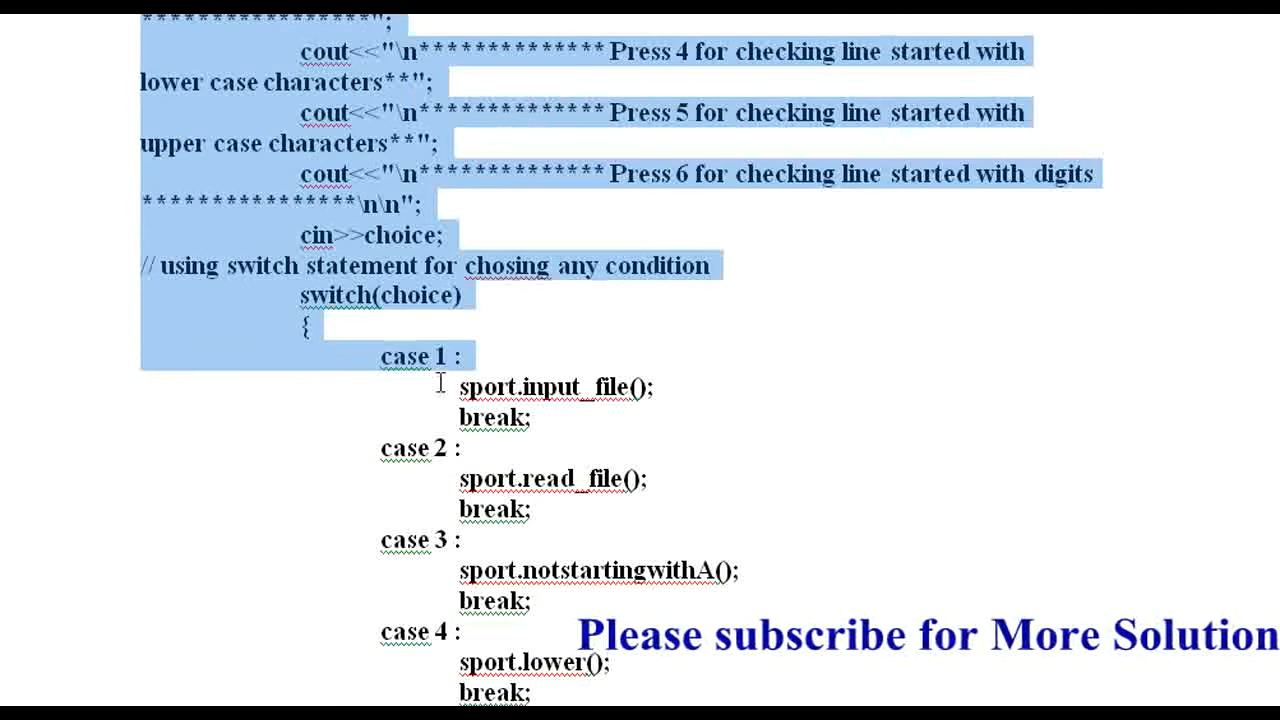 *****************";
cout<<"\n************** Press 4 for checking line started with
lower case characters**";
cout<<"\n************** Press 5 for checking line started with
upper case characters**";
cout<<"\n************** Press 6 for checking line started with digits
****************\n\n";
cin>>choice;
// using switch statement for chosing any condition
switch(choice)
{
case 1 :
sport.input_file();
break;
case 2 :
sport.read_file();
break;
case 3 :
sport.notstartingwithA();
break;
case 4 :
sport.lower();
break;
Please subscribe for More Solution